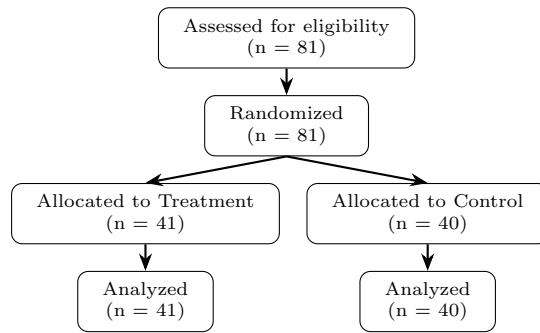 Assessed for eligibility
(n = 81)
Randomized
(n = 81)
Allocated to Treatment
(n = 41)
Allocated to Control
(n = 40)
Analyzed
(n = 41)
Analyzed
(n = 40)